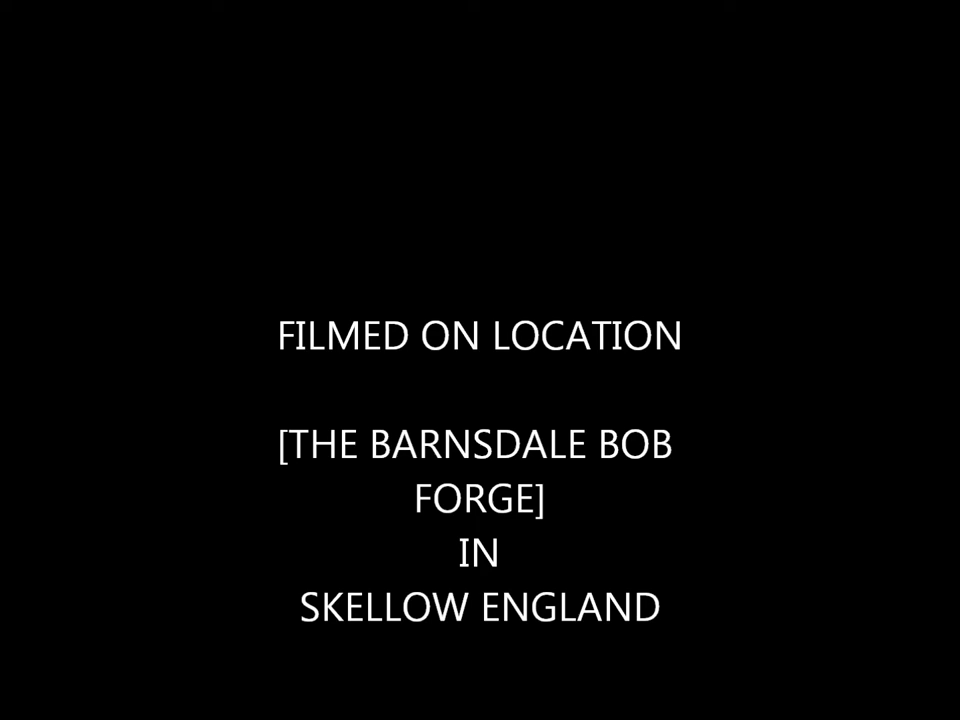 FILMED ON LOCATION
[THE BARNSDALE BOB
FORGE]
IN
SKELLOW ENGLAND